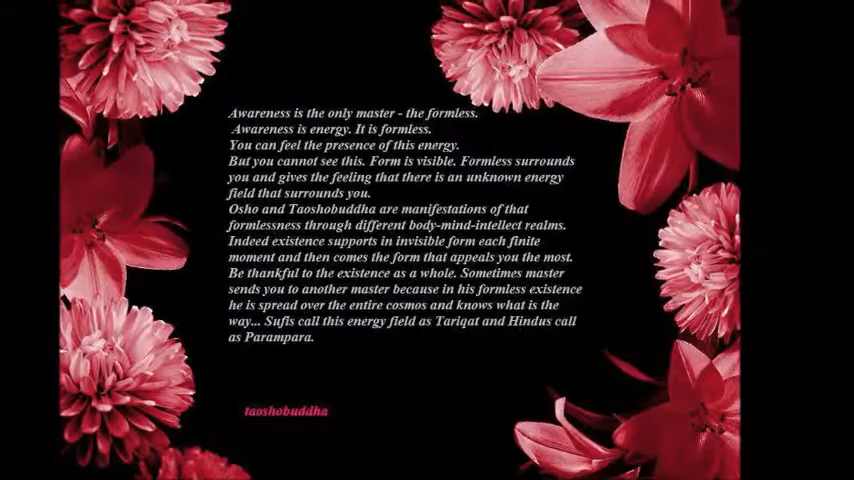 Awareness is the only master - the formless.
Awareness is energy. It is formless.
You can feel the presence of this energy.
But you cannot see this. Form is visible. Formless surrounds
you and gives the feeling that there is an unknown energy
field that surrounds you.
Osho and Taoshobuddha are manifestations of that
formlessness through different body-mind-intellect realms.
Indeed existence supports in invisible form each finite
moment and then comes the form that appeals you the most.
Be thankful to the existence as a whole. Sometimes master
sends you to another master because in his formless existence
he is spread over the entire cosmos and knows what is the
way... Sufis call this energy field as Tariqat and Hindus call
as Parampara.
taoshobuddha